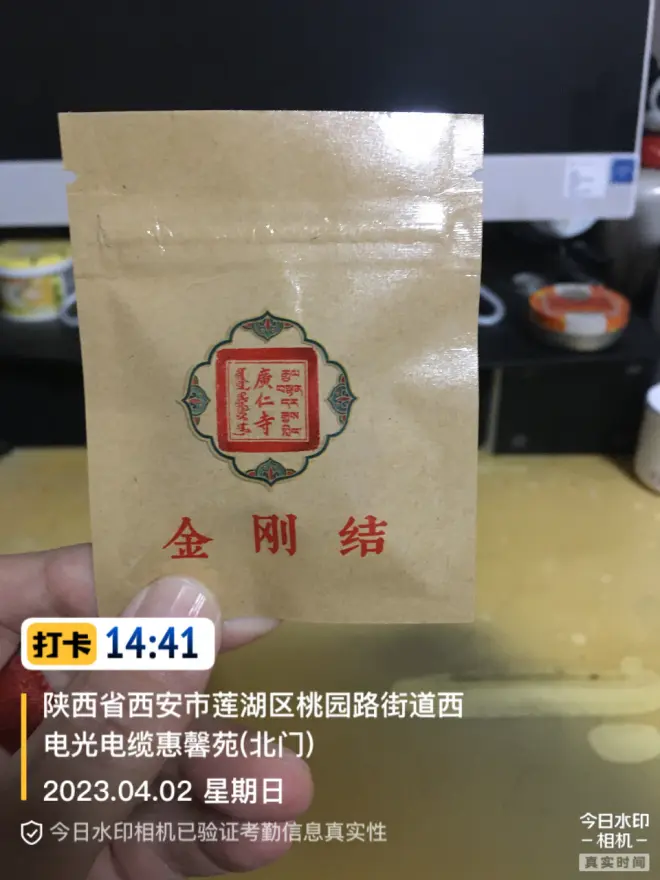 廣仁寺
金刚结
打卡 14:41
陕西省西安市莲湖区桃园路街道西
电光电缆惠馨苑(北门)
2023.04.02 星期日
今日水印相机已验证考勤信息真实性
今日水印
-相机-
真实时间